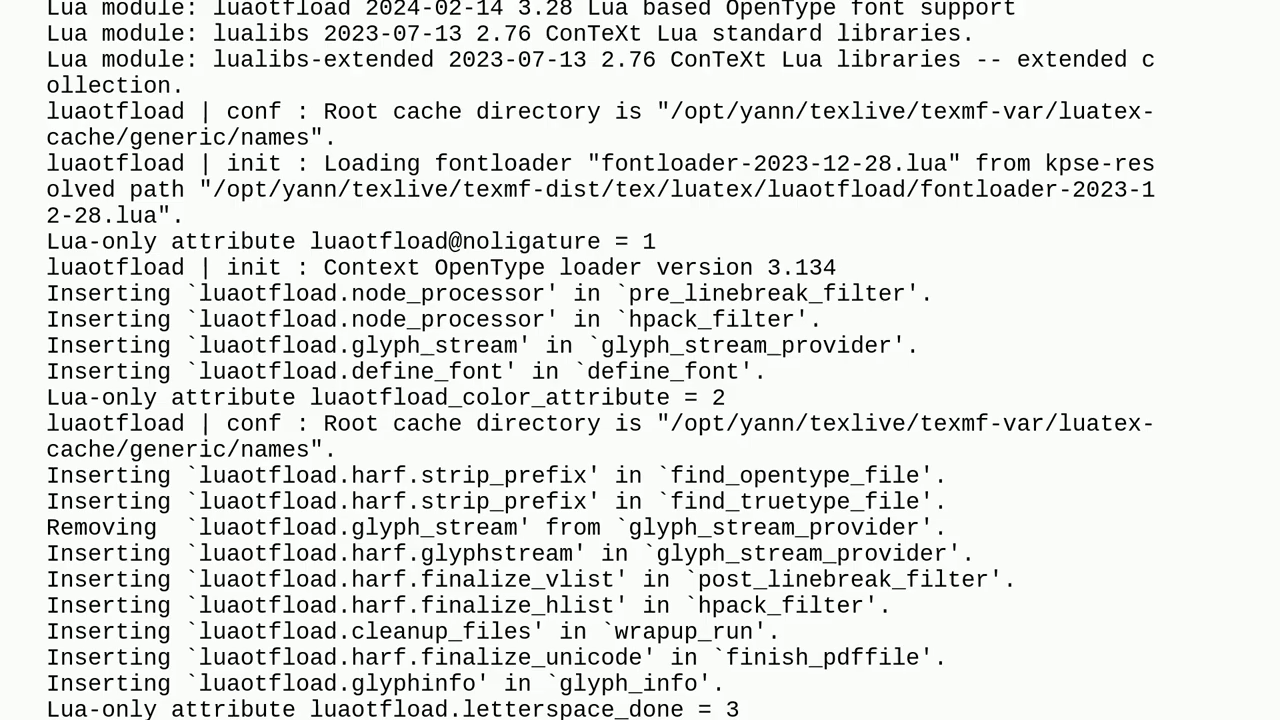 Lua module: luaotfload 2024-02-14 3.28 Lua based OpenType font support
Lua module: lualibs 2023-07-13 2.76 ConTeXt Lua standard libraries.
Lua module: lualibs-extended 2023-07-13 2.76 ConTeXt Lua libraries -- extended c
ollection.
luaotfload | conf : Root cache directory is "/opt/yann/texlive/texmf-var/luatex-
cache/generic/names".
luaotfload | init : Loading fontloader "fontloader-2023-12-28.lua" from kpse-res
olved path "/opt/yann/texlive/texmf-dist/tex/luatex/luaotfload/fontloader-2023-1
2-28.lua".
Lua-only attribute luaotfload@noligature = 1
luaotfload | init : Context OpenType loader version 3.134
Inserting `luaotfload.node_processor' in `pre_linebreak_filter'.
Inserting `luaotfload.node_processor' in `hpack_filter'.
Inserting `luaotfload.glyph_stream' in `glyph_stream_provider'.
Inserting `luaotfload.define_font' in `define_font'.
Lua-only attribute luaotfload_color_attribute = 2
luaotfload | conf : Root cache directory is "/opt/yann/texlive/texmf-var/luatex-
cache/generic/names".
Inserting `luaotfload.harf.strip_prefix' in `find_opentype_file'.
Inserting `luaotfload.harf.strip_prefix' in `find_truetype_file'.
Removing  `luaotfload.glyph_stream' from `glyph_stream_provider'.
Inserting `luaotfload.harf.glyphstream' in `glyph_stream_provider'.
Inserting `luaotfload.harf.finalize_vlist' in `post_linebreak_filter'.
Inserting `luaotfload.harf.finalize_hlist' in `hpack_filter'.
Inserting `luaotfload.cleanup_files' in `wrapup_run'.
Inserting `luaotfload.harf.finalize_unicode' in `finish_pdffile'.
Inserting `luaotfload.glyphinfo' in `glyph_info'.
Lua-only attribute luaotfload.letterspace_done = 3